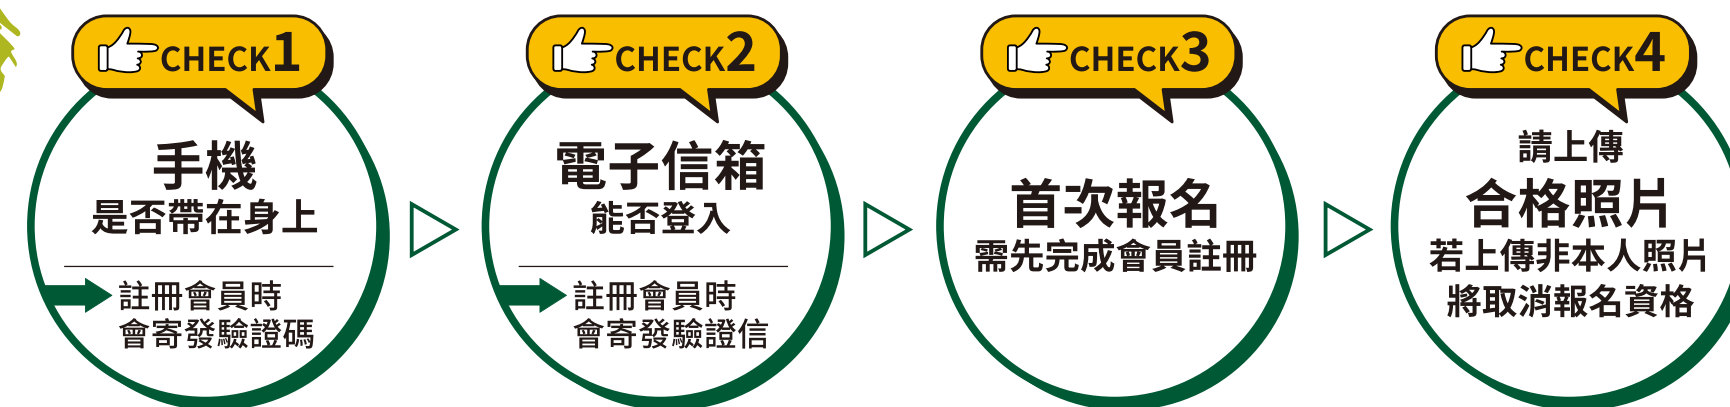 CHECK1
手機
是否帶在身上
註冊會員時
會寄發驗證碼
CHECK2
電子信箱
能否登入
註冊會員時
會寄發驗證信
CHECK3
首次報名
需先完成會員註冊
CHECK4
請上傳
合格照片
若上傳非本人照片
將取消報名資格